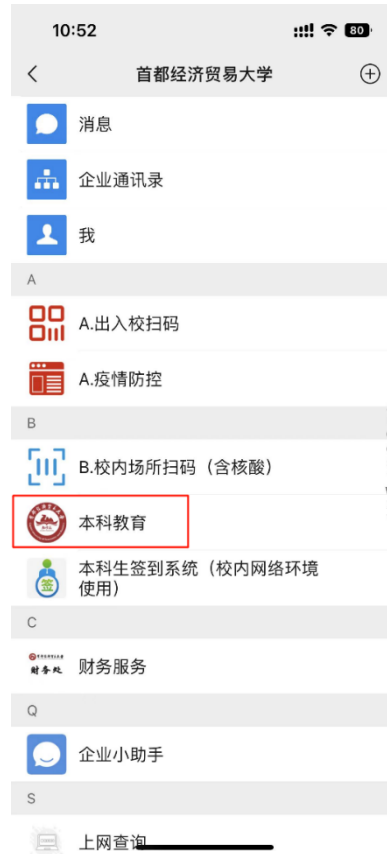 10:52
80
首都经济贸易大学
消息
企业通讯录
我
A
A.出入校扫码
A.疫情防控
B
B.校内场所扫码（含核酸）
本科教育
签
本科生签到系统（校内网络环境
使用）
C
财务处
财务服务
Q
企业小助手
S
上网查询